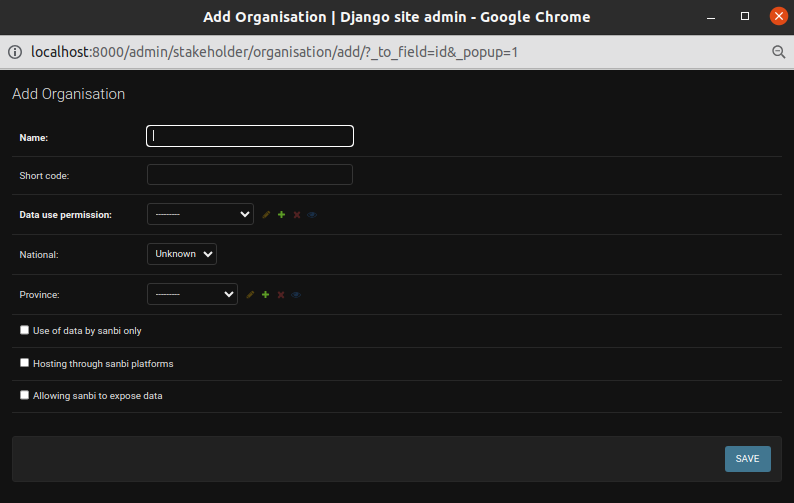 Add Organisation | Django site admin - Google Chrome
localhost:8000/admin/stakeholder/organisation/add/?_to_field=id&_popup=1
Add Organisation
Name:
Short code:
Data use permission: ---------
National: Unknown
Province: ---------
Use of data by sanbi only
Hosting through sanbi platforms
Allowing sanbi to expose data
SAVE